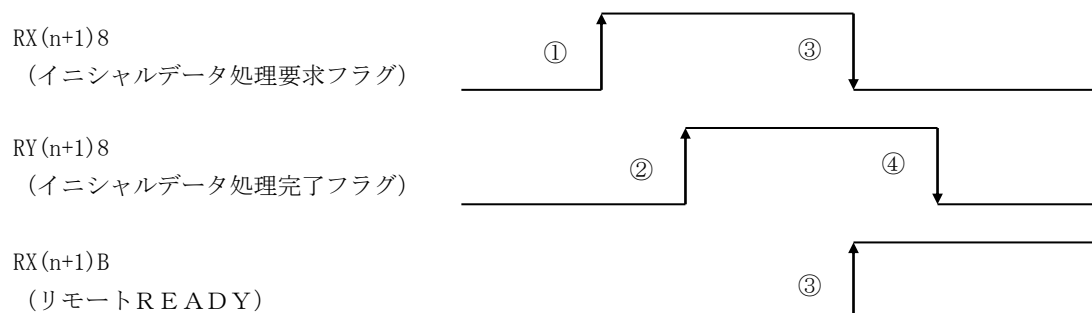 RX(n+1)8
(イニシャルデータ処理要求フラグ)
①
③
RY(n+1)8
(イニシャルデータ処理完了フラグ)
②
④
RX(n+1)B
(リモートＲＥＡＤＹ)
③